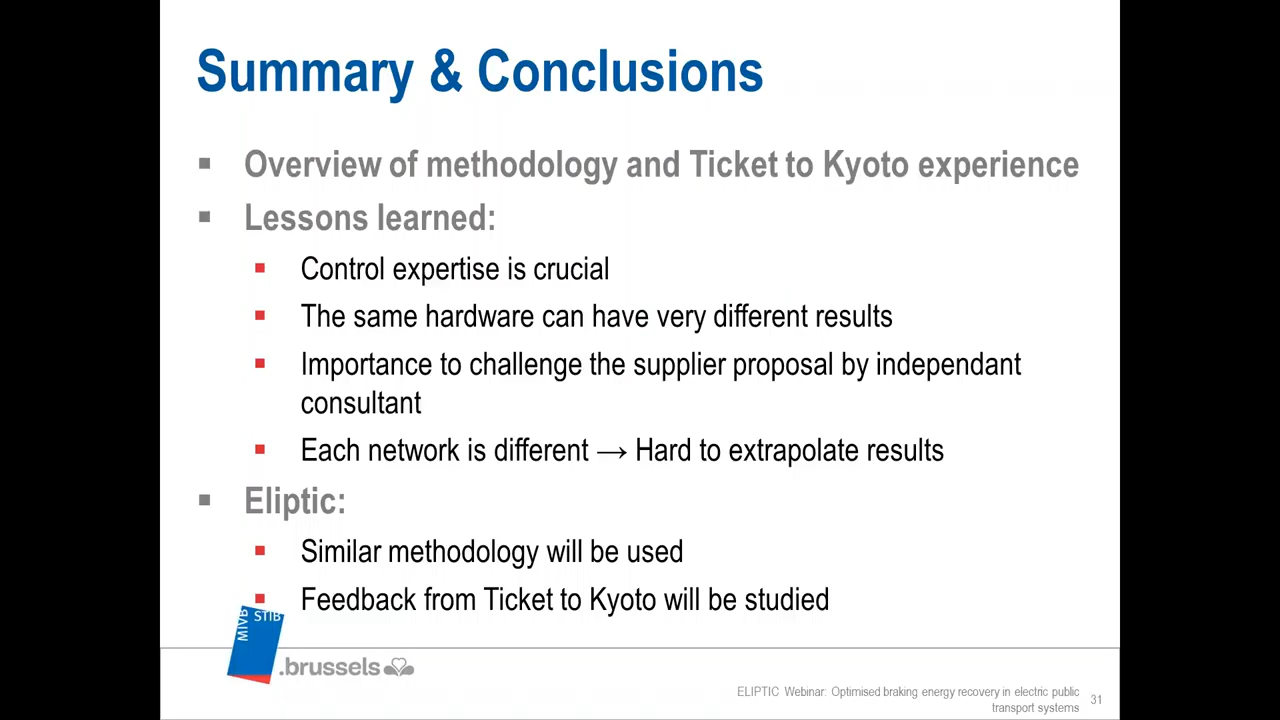 Summary & Conclusions
▪ Overview of methodology and Ticket to Kyoto experience
▪ Lessons learned:
▪ Control expertise is crucial
▪ The same hardware can have very different results
▪ Importance to challenge the supplier proposal by independant
consultant
▪ Each network is different → Hard to extrapolate results
▪ Eliptic:
▪ Similar methodology will be used
▪ Feedback from Ticket to Kyoto will be studied
MIVB
STIB
.brussels
ELIPTIC Webinar: Optimised braking energy recovery in electric public
transport systems
31